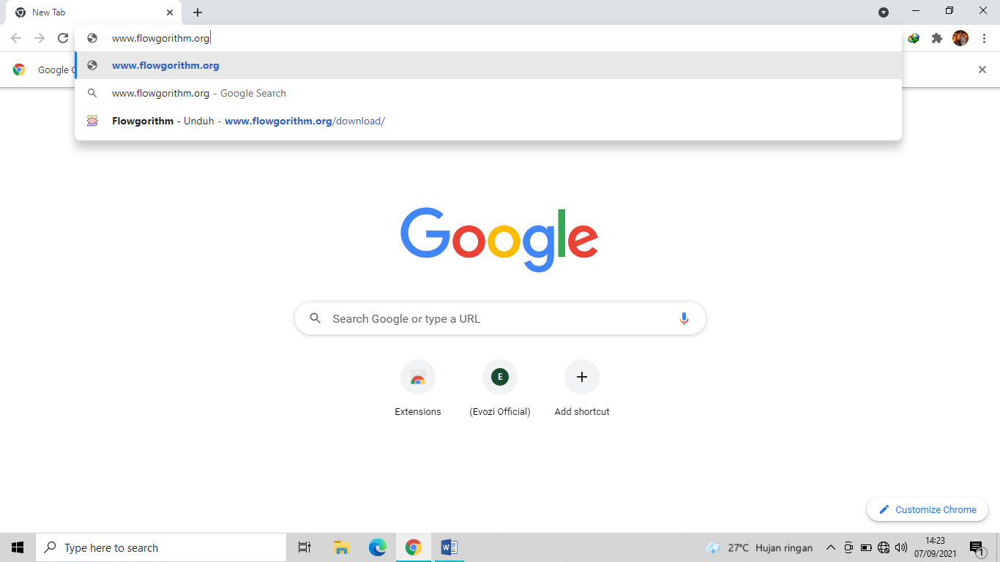 New Tab
www.flowgorithm.org
www.flowgorithm.org
Google C
www.flowgorithm.org - Google Search
Flowgorithm - Unduh - www.flowgorithm.org/download/
Google
Search Google or type a URL
E
Extensions
(Evozi Official)
Add shortcut
Customize Chrome
Type here to search
W
27°C Hujan ringan
14:23
07/09/2021
1